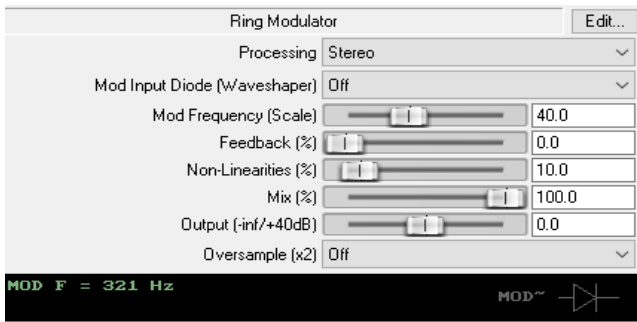 Ring Modulator Edit...
Processing Stereo
Mod Input Diode (Waveshaper) Off
Mod Frequency (Scale) 40.0
Feedback (%) 0.0
Non-Linearities (%) 10.0
Mix (%) 100.0
Output (-inf/+40dB) 0.0
Oversample (x2) Off
MOD F = 321 Hz
MOD~